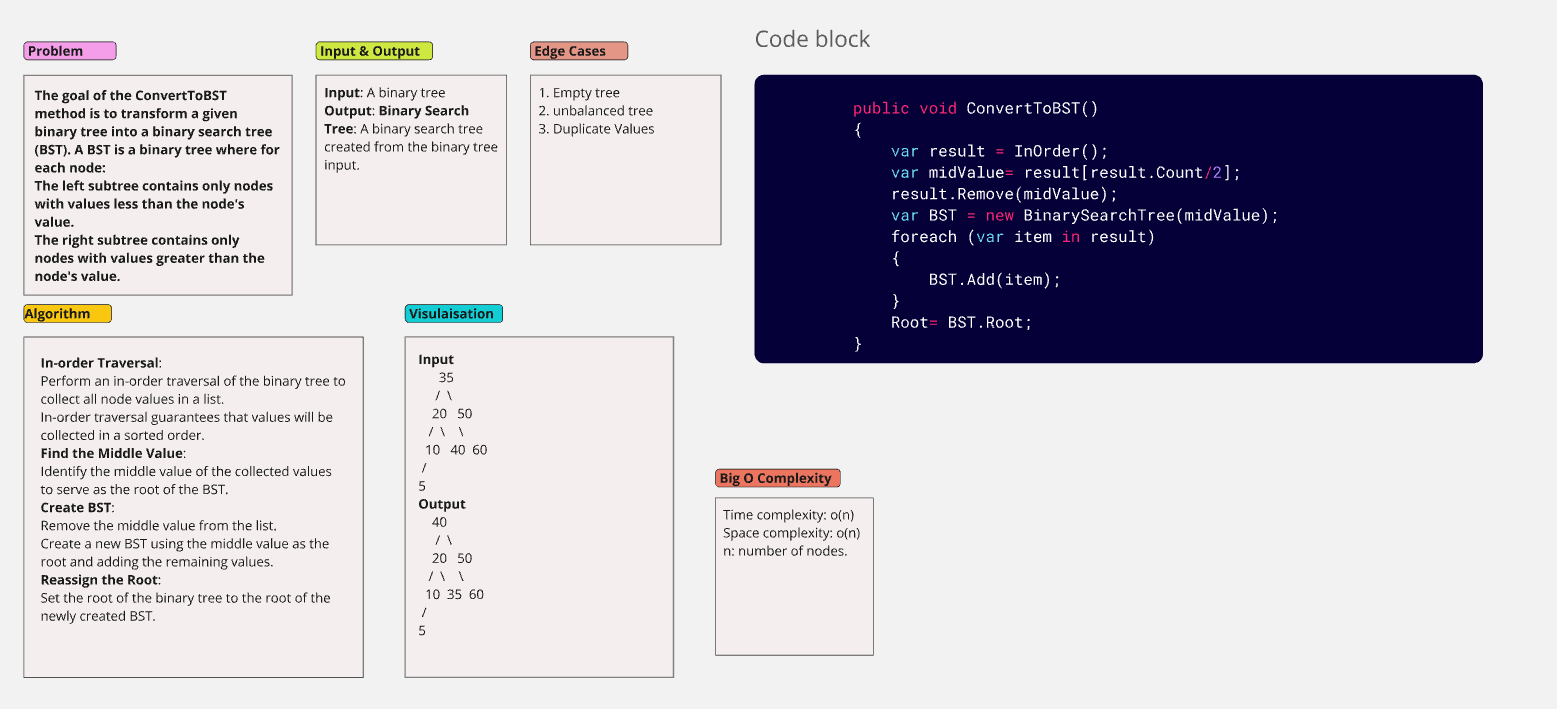 Problem
The goal of the ConvertToBST
method is to transform a given
binary tree into a binary search tree
(BST). A BST is a binary tree where for
each node:
The left subtree contains only nodes
with values less than the node's
value.
The right subtree contains only
nodes with values greater than the
node's value.
Input & Output
Input: A binary tree
Output: Binary Search
Tree: A binary search tree
created from the binary tree
input.
Edge Cases
1. Empty tree
2. unbalanced tree
3. Duplicate Values
Code block
public void ConvertToBST()
{
    var result = InOrder();
    var midValue= result[result.Count/2];
    result.Remove(midValue);
    var BST = new BinarySearchTree(midValue);
    foreach (var item in result)
    {
        BST.Add(item);
    }
    Root= BST.Root;
}
Algorithm
In-order Traversal:
Perform an in-order traversal of the binary tree to
collect all node values in a list.
In-order traversal guarantees that values will be
collected in a sorted order.
Find the Middle Value:
Identify the middle value of the collected values
to serve as the root of the BST.
Create BST:
Remove the middle value from the list.
Create a new BST using the middle value as the
root and adding the remaining values.
Reassign the Root:
Set the root of the binary tree to the root of the
newly created BST.
Visulaisation
Input
35
/ \
20 50
/ \ \
10 40 60
/
5
Output
40
/ \
20 50
/ \ \
10 35 60
/
5
Big O Complexity
Time complexity: o(n)
Space complexity: o(n)
n: number of nodes.